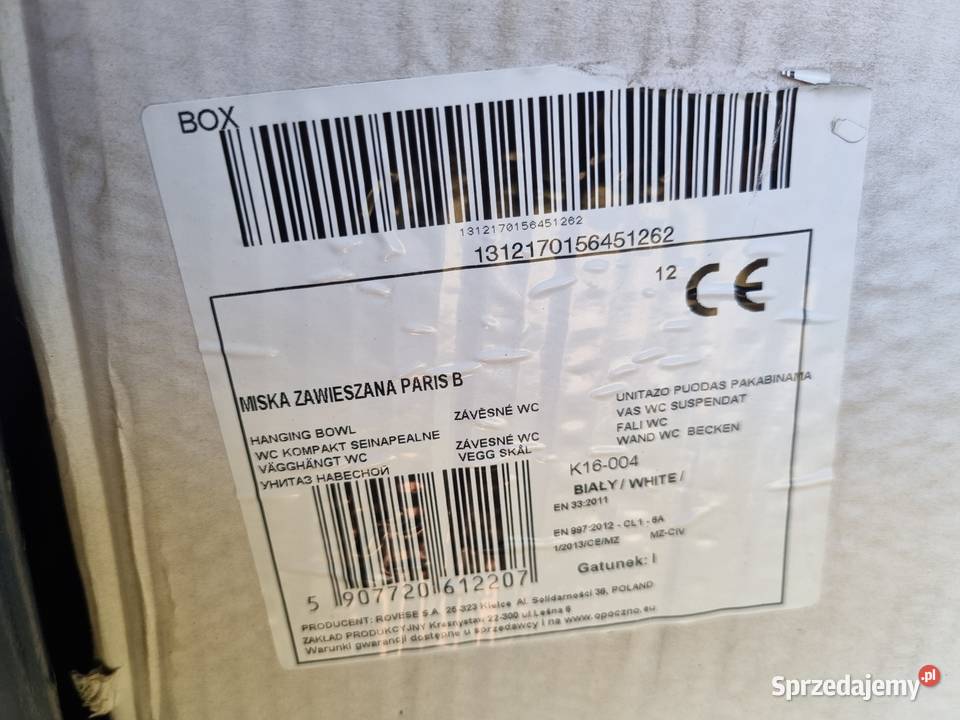 BOX
1312170156451262
1312170156451262
12 CE
MISKA ZAWIESZANA PARIS B
HANGING BOWL
WC KOMPAKT SEINAPEALNE
VÄGGHÄNGT WC
УНИТАЗ НАВЕСНОЙ
ZÁVĚSNÉ WC
ZÁVESNÉ WC
VEGG SKÅL
UNITAZO PUODAS PAKABINAMA
VAS WC SUSPENDAT
FALI WC
WAND WC BECKEN
K16-004
BIAŁY / WHITE /
EN 33:2011
EN 997:2012 - CL1 - 6A
1/2013/CE/MZ MZ-CIV
Gatunek: I
5 907720 612207
PRODUCENT: ROVESE S.A. 25-323 Kielce Al. Solidarności 36, POLAND
ZAKŁAD PRODUKCYJNY Krasnystaw 22-300 ul.Leśna 6
Warunki gwarancji dostępne u sprzedawcy i na www.opoczno.eu
Sprzedajemy.pl